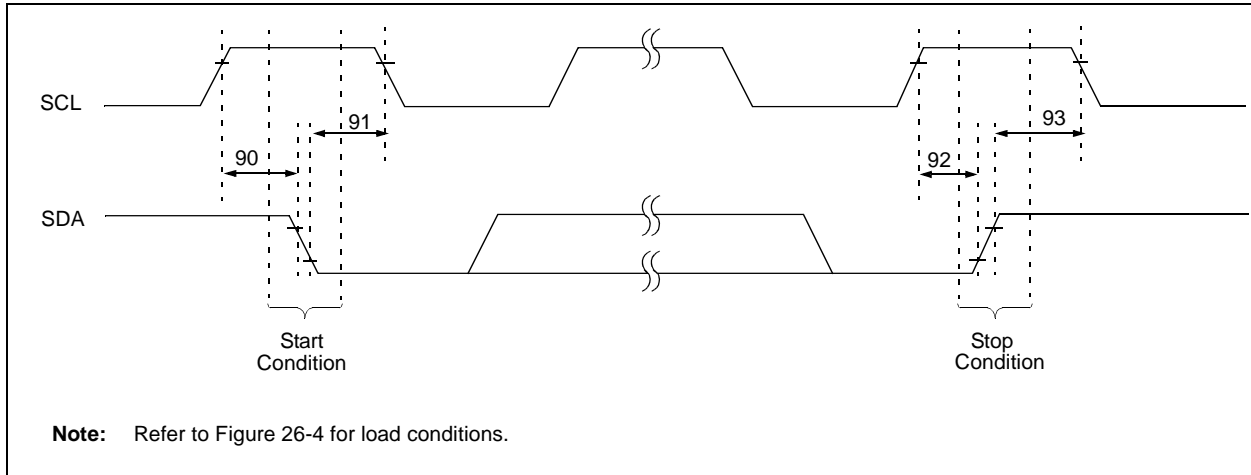 SCL
91
93
90
92
SDA
Start
Condition
Stop
Condition
Note: Refer to Figure 26-4 for load conditions.